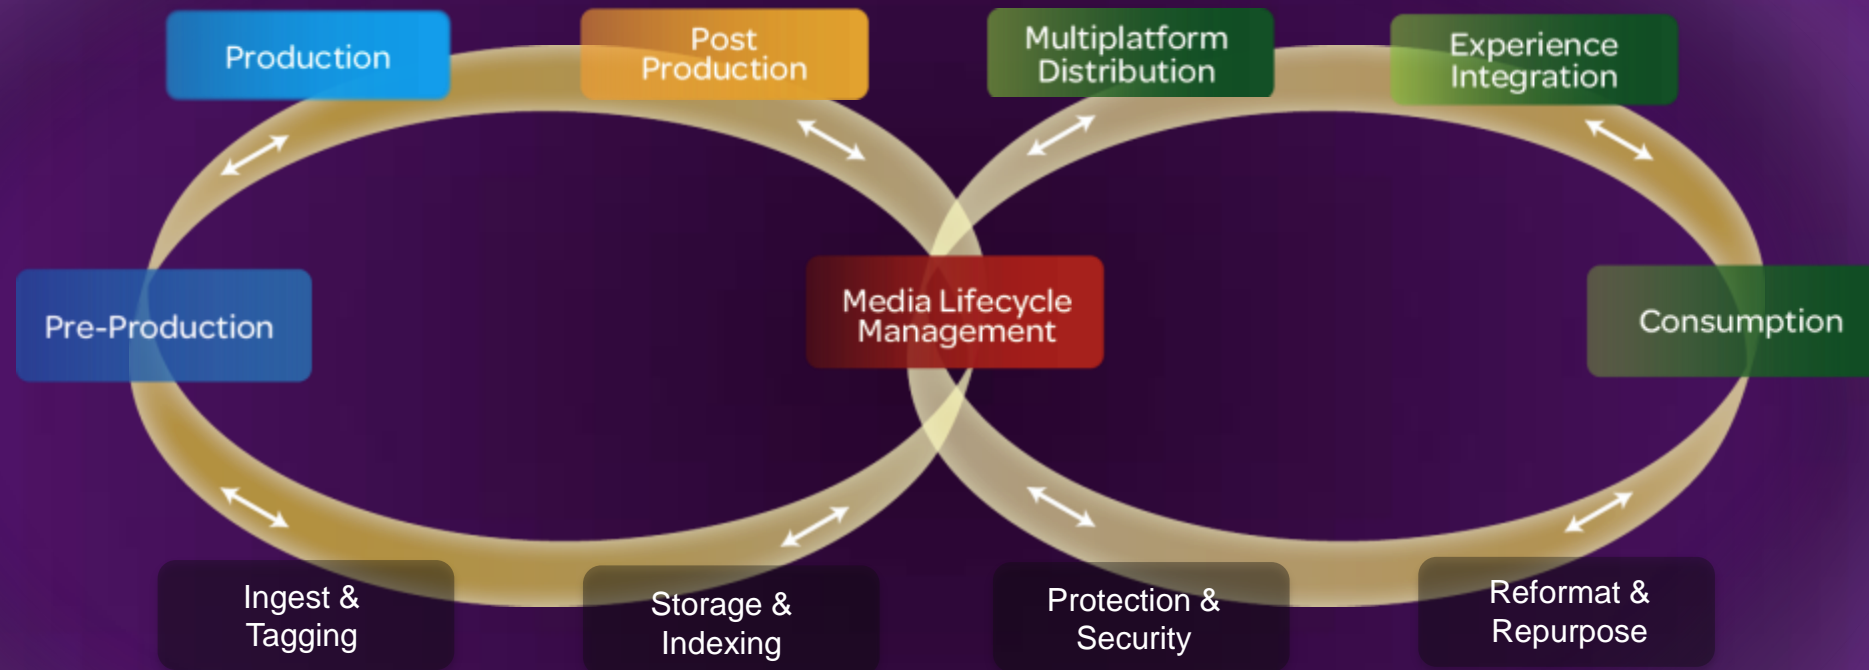 Production
Post
Production
Multiplatform
Distribution
Experience
Integration
Pre-Production
Media Lifecycle
Management
Consumption
Ingest &
Tagging
Storage &
Indexing
Protection &
Security
Reformat &
Repurpose